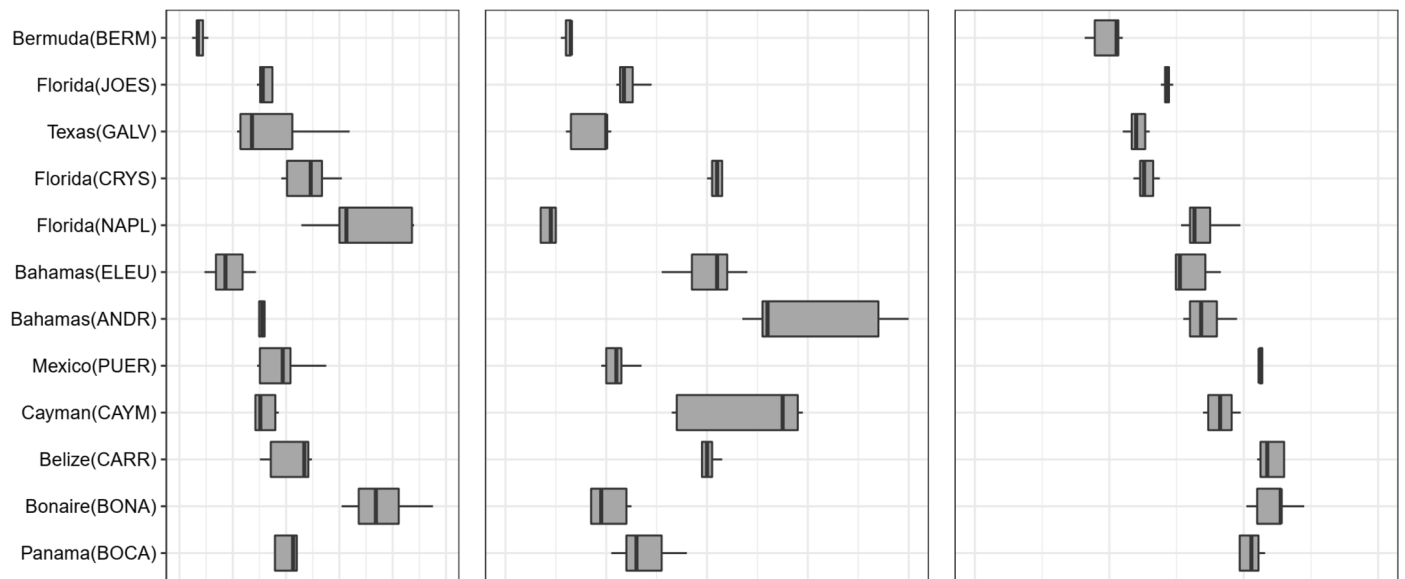 Bermuda(BERM)
Florida(JOES)
Texas(GALV)
Florida(CRYS)
Florida(NAPL)
Bahamas(ELEU)
Bahamas(ANDR)
Mexico(PUER)
Cayman(CAYM)
Belize(CARR)
Bonaire(BONA)
Panama(BOCA)